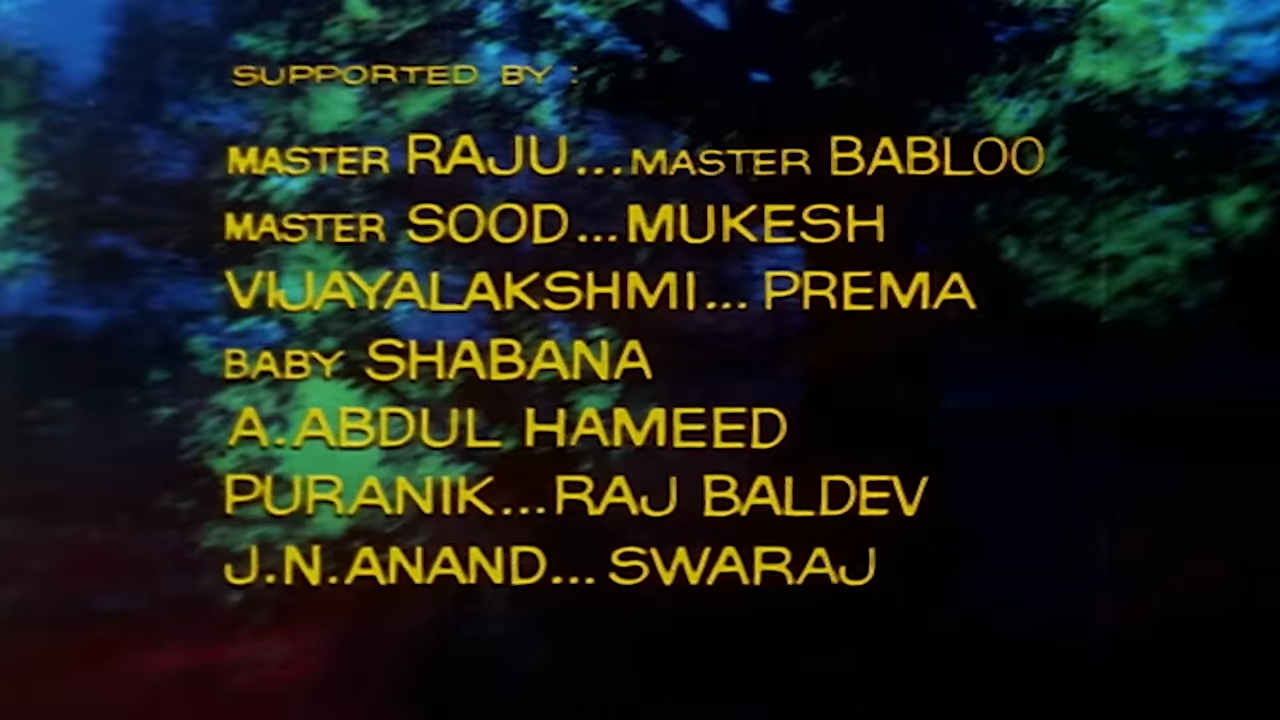 SUPPORTED BY :
MASTER RAJU...MASTER BABLOO
MASTER SOOD...MUKESH
VIJAYALAKSHMI... PREMA
BABY SHABANA
A.ABDUL HAMEED
PURANIK...RAJ BALDEV
J.N.ANAND... SWARAJ